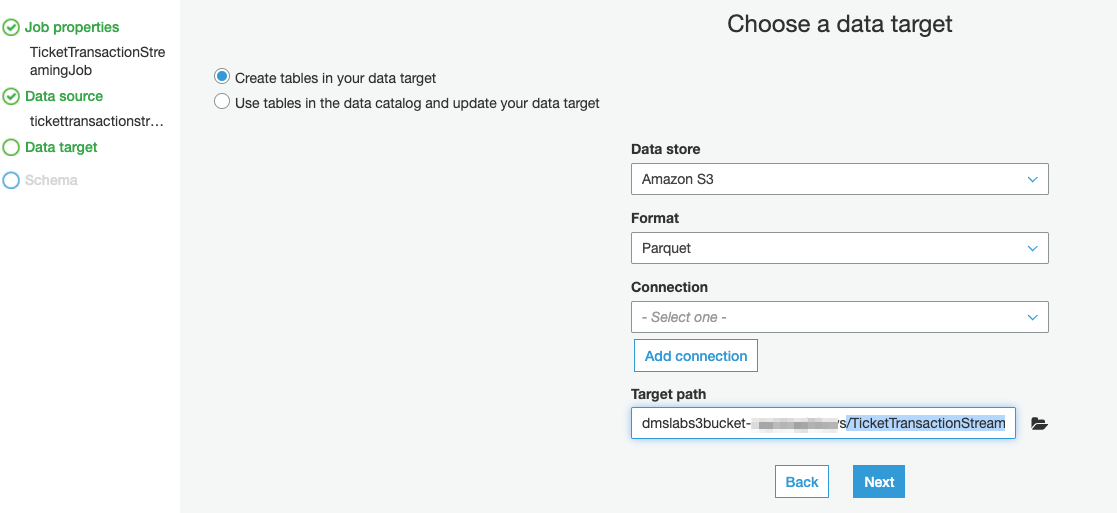 Job properties
TicketTransactionStre
amingJob
Data source
tickettransactionstr...
Data target
Schema
Choose a data target
Create tables in your data target
Use tables in the data catalog and update your data target
Data store
Amazon S3
Format
Parquet
Connection
- Select one -
Add connection
Target path
dmslabs3bucket- s/TicketTransactionStream
Back
Next